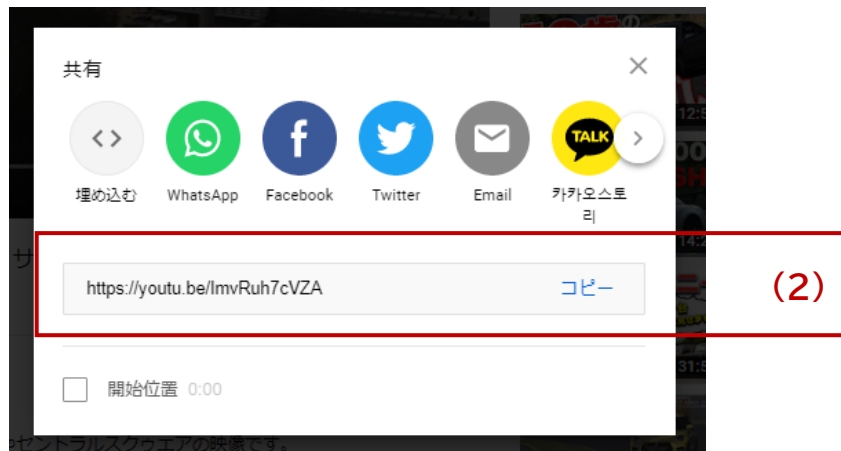 共有
TALK
埋め込む WhatsApp Facebook Twitter Email 카카오스토
리
サ
https://youtu.be/ImvRuh7cVZA コピー
(2)
開始位置 0:00
セントラルスクウエアの映像です。